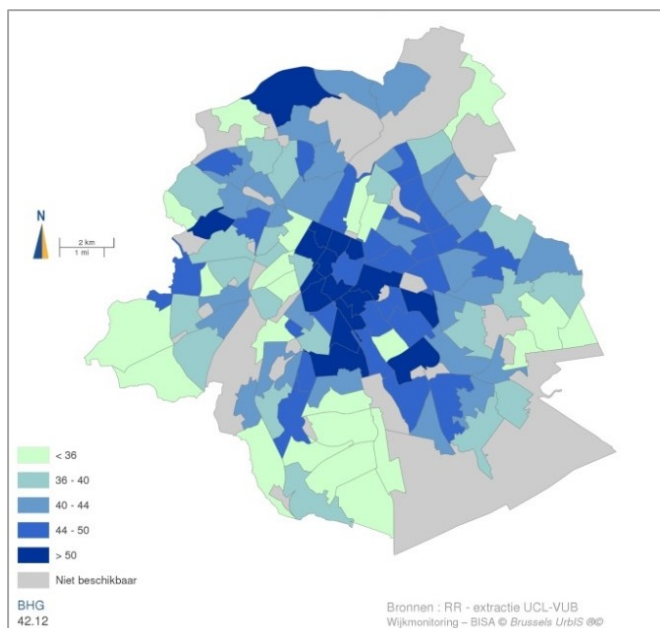 N
2 km
1 mi
< 36
36 - 40
40 - 44
44 - 50
> 50
Niet beschikbaar
BHG
42.12
Bronnen : RR - extractie UCL-VUB
Wijkmonitoring – BISA © Brussels UrbIS ®©